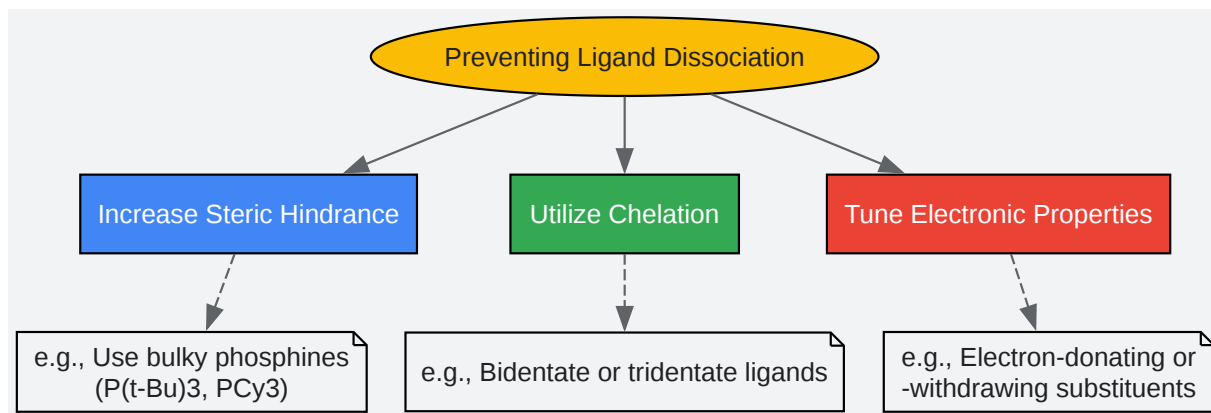 Preventing Ligand Dissociation
Increase Steric Hindrance
Utilize Chelation
Tune Electronic Properties
e.g., Use bulky phosphines
(P(t-Bu)3, PCy3)
e.g., Bidentate or tridentate ligands
e.g., Electron-donating or
-withdrawing substituents